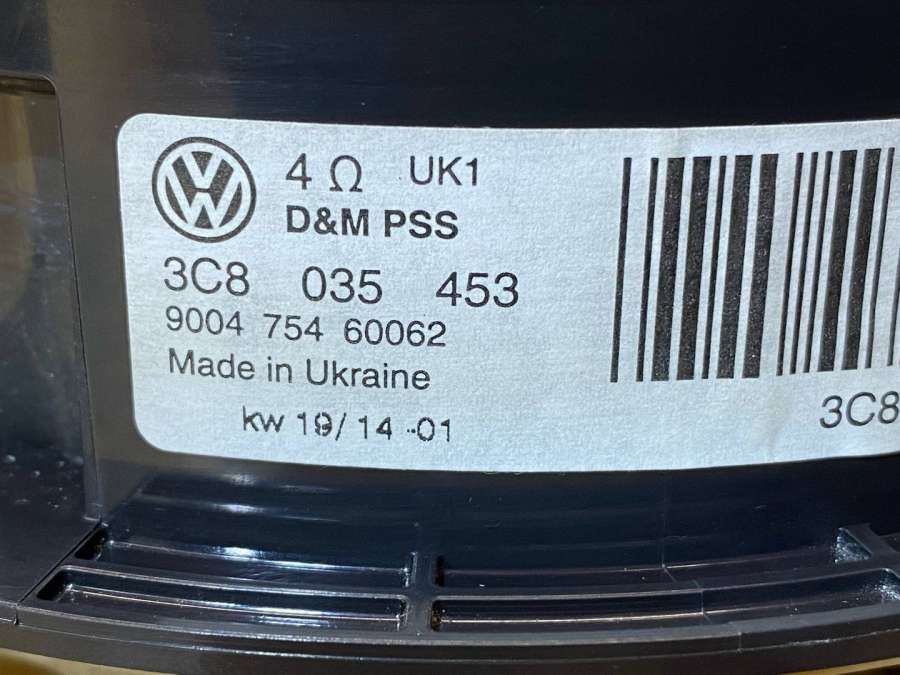 4 Ω UK1
D&M PSS
3C8 035 453
9004 754 60062
Made in Ukraine
kw 19/14 -01
3C8